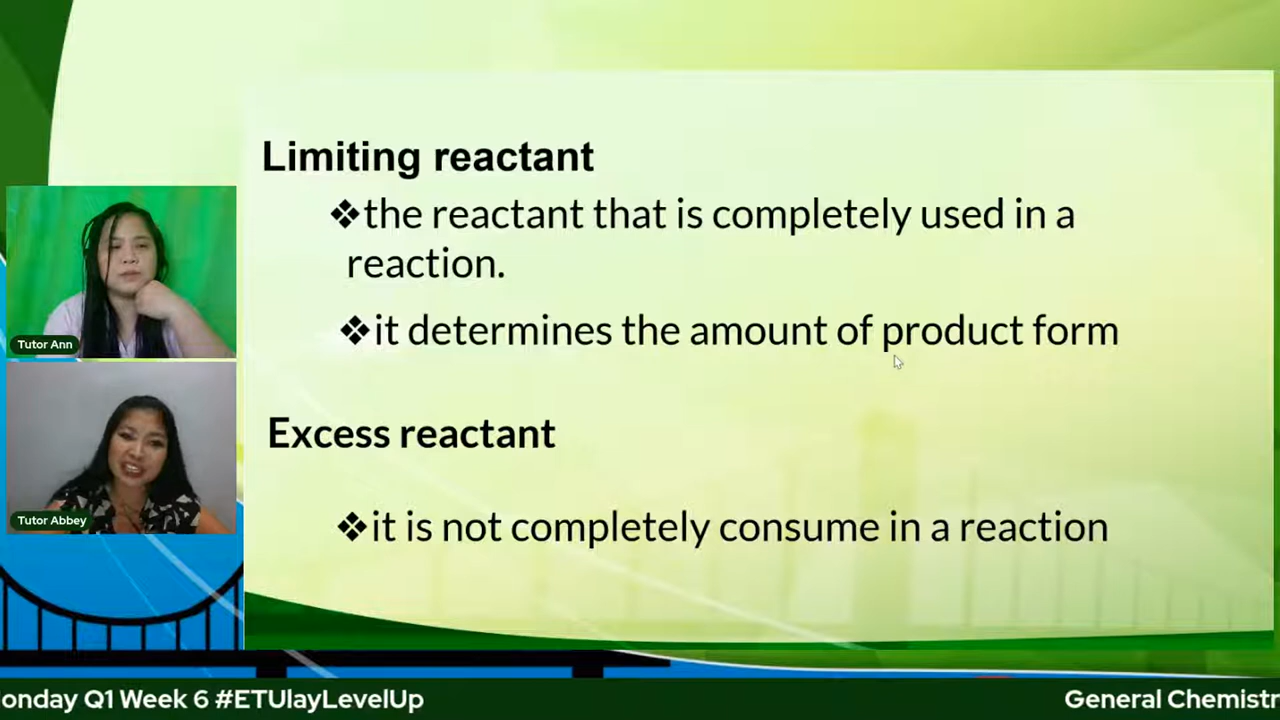 Limiting reactant
❖the reactant that is completely used in a
reaction.
❖it determines the amount of product form
Excess reactant
❖it is not completely consume in a reaction
Tutor Ann
Tutor Abbey
onday Q1 Week 6 #ETUlayLevelUp
General Chemistr